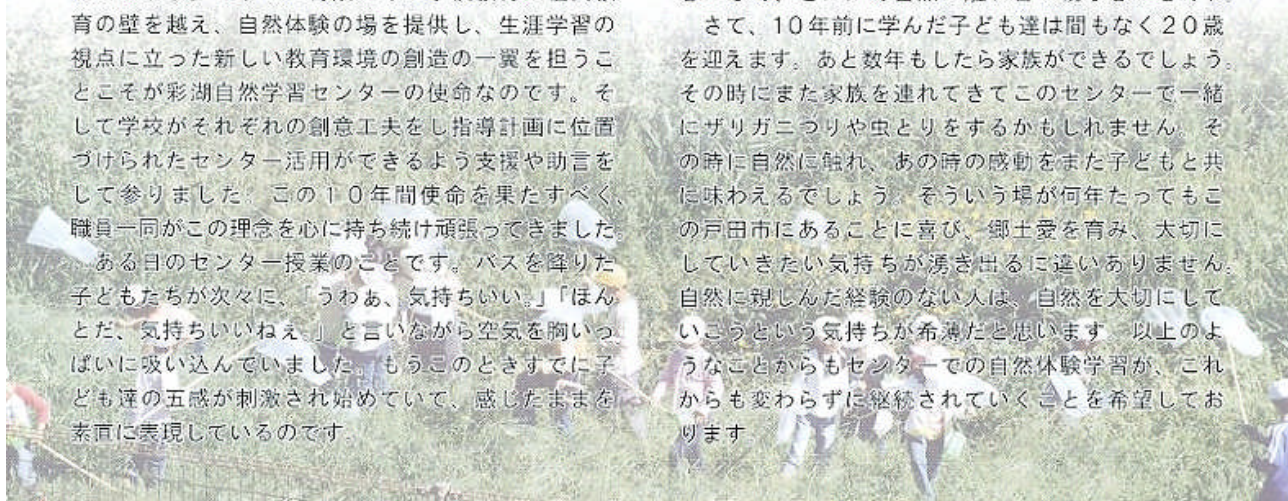 育の壁を越え、自然体験の場を提供し、生涯学習の
視点に立った新しい教育環境の創造の一翼を担うこ
とこそが彩湖自然学習センターの使命なのです。そ
して学校がそれぞれの創意工夫をし指導計画に位置
づけられたセンター活用ができるよう支援や助言を
して参りました。この１０年間使命を果たすべく、
職員一同がこの理念を心に持ち続け頑張ってきました。
ある日のセンター授業のことです。バスを降りた
子どもたちが次々に、「うわぁ、気持ちいい。」「ほん
とだ、気持ちいいねぇ。」と言いながら空気を胸いっ
ぱいに吸い込んでいました。もうこのときすでに子
ども達の五感が刺激され始めていて、感じたままを
素直に表現しているのです。
さて、１０年前に学んだ子ども達は間もなく２０歳
を迎えます。あと数年もしたら家族ができるでしょう。
その時にまた家族を連れてきてこのセンターで一緒
にザリガニつりや虫とりをするかもしれません。そ
の時に自然に触れ、あの時の感動をまた子どもと共
に味わえるでしょう。そういう場が何年たってもこ
の戸田市にあることに喜び、郷土愛を育み、大切に
していきたい気持ちが湧き出るに違いありません。
自然に親しんだ経験のない人は、自然を大切にして
いこうという気持ちが希薄だと思います。以上のよ
うなことからもセンターでの自然体験学習が、これ
からも変わらずに継続されていくことを希望してお
ります。